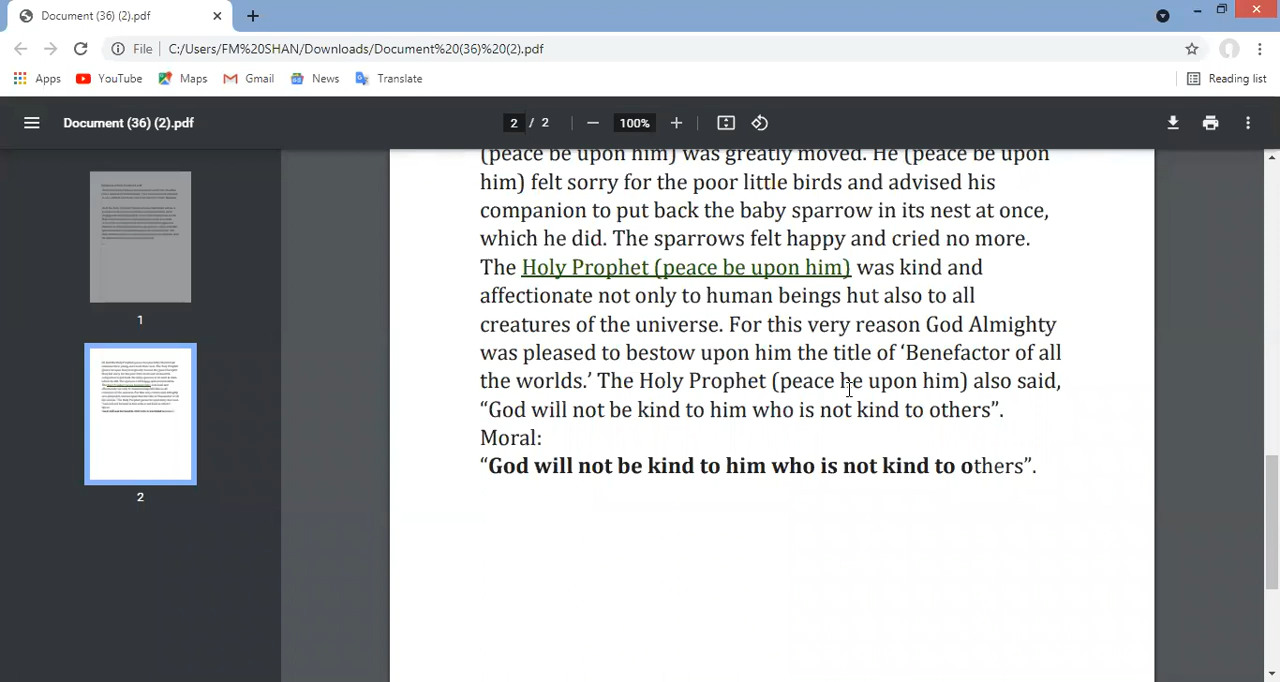 Document (36) (2).pdf
File C:/Users/FM%20SHAN/Downloads/Document%20(36)%20(2).pdf
Apps YouTube Maps Gmail News Translate Reading list
Document (36) (2).pdf 2 / 2 100%
(peace be upon him) was greatly moved. He (peace be upon
him) felt sorry for the poor little birds and advised his
companion to put back the baby sparrow in its nest at once,
which he did. The sparrows felt happy and cried no more.
The Holy Prophet (peace be upon him) was kind and
affectionate not only to human beings hut also to all
creatures of the universe. For this very reason God Almighty
was pleased to bestow upon him the title of ‘Benefactor of all
the worlds.’ The Holy Prophet (peace be upon him) also said,
“God will not be kind to him who is not kind to others”.
Moral:
“God will not be kind to him who is not kind to others”.
1
2